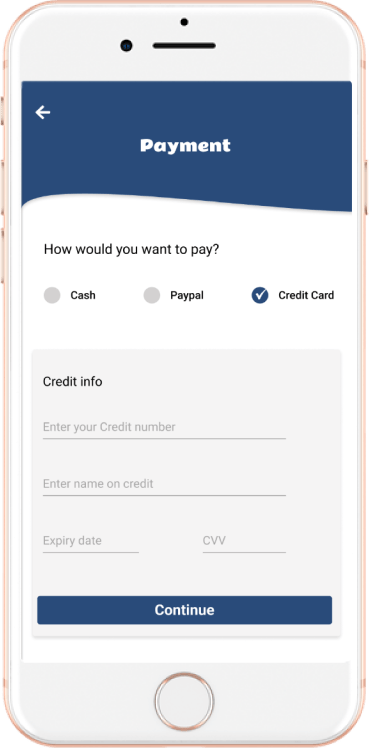 Payment
How would you want to pay?
Cash Paypal Credit Card
Credit info
Enter your Credit number
Enter name on credit
Expiry date CVV
Continue